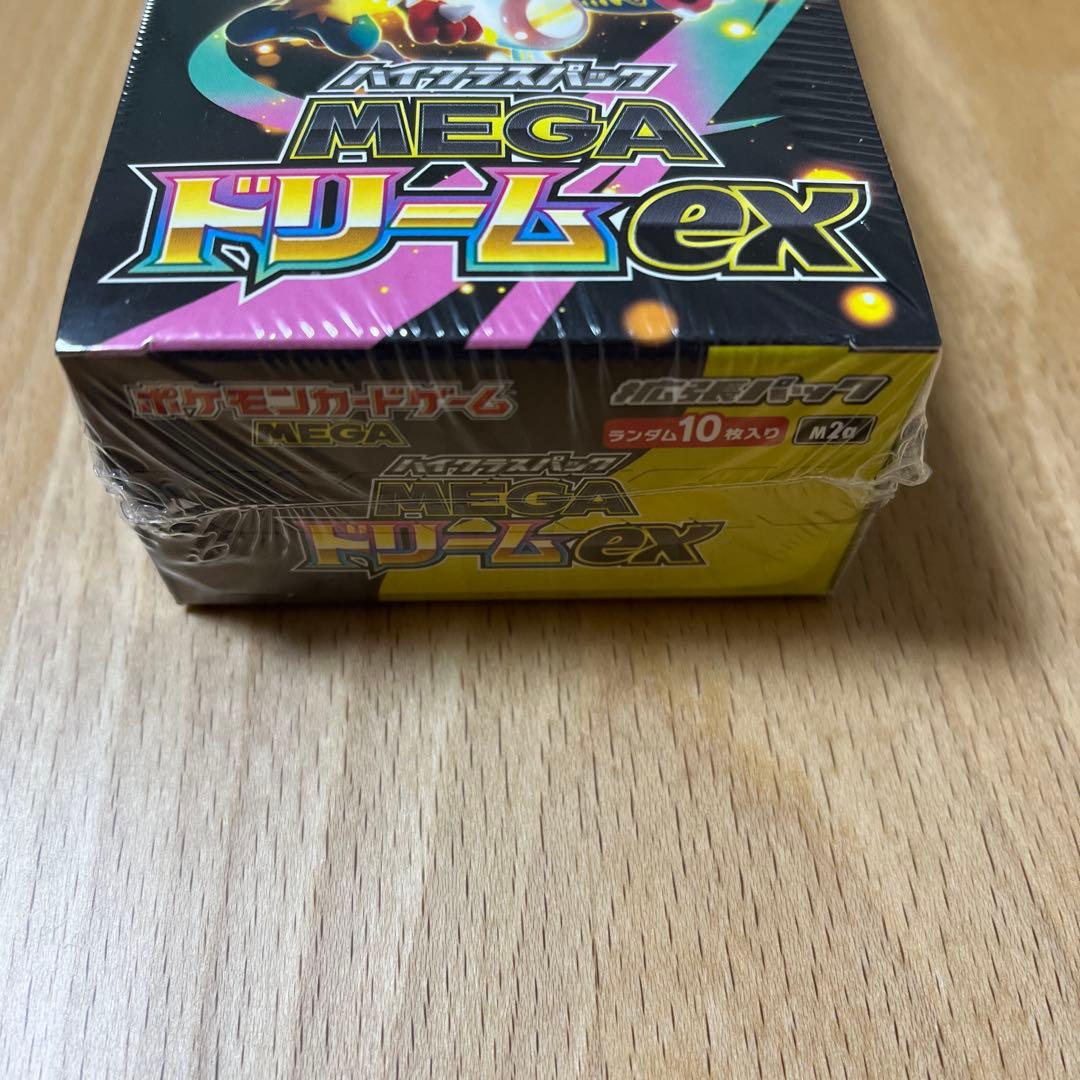 ハイクラスパック
MEGA
ドリームex
ポケモンカードゲーム
MEGA
拡張パック
ランダム10枚入り
M2a
ハイクラスパック
MEGA
ドリームex